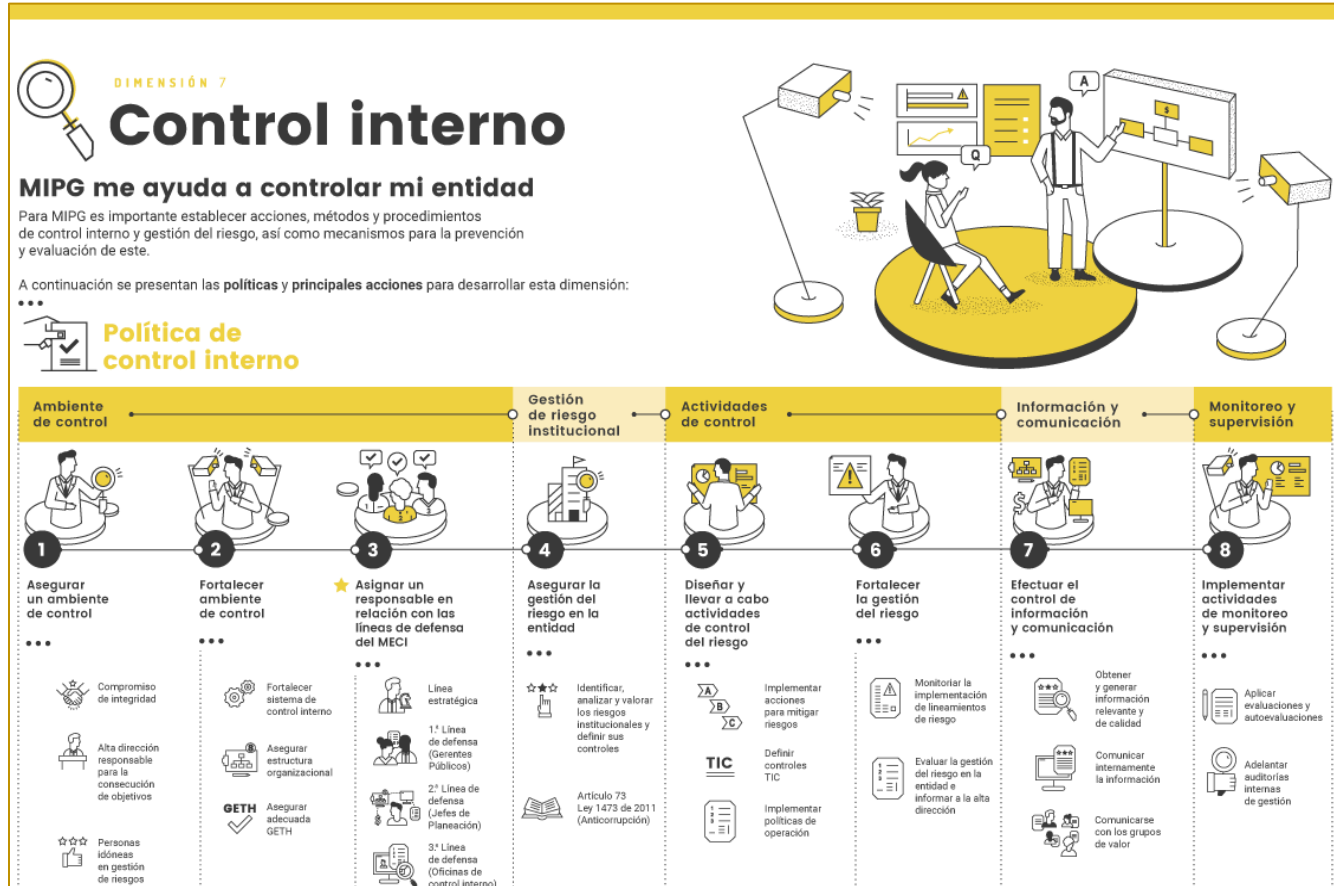 DIMENSIÓN 7
Control interno
MIPG me ayuda a controlar mi entidad
Para MIPG es importante establecer acciones, métodos y procedimientos
de control interno y gestión del riesgo, así como mecanismos para la prevención
y evaluación de este.
A continuación se presentan las políticas y principales acciones para desarrollar esta dimensión:
Q
A
$
Política de
control interno
Ambiente
de control
Gestión
de riesgo
institucional
Actividades
de control
Información y
comunicación
Monitoreo y
supervisión
1
Asegurar
un ambiente
de control
Compromiso
de integridad
Alta dirección
responsable
para la
consecución
de objetivos
Personas
idóneas
en gestión
de riesgos
2
Fortalecer
ambiente
de control
Fortalecer
sistema de
control interno
Asegurar
estructura
organizacional
GETH
Asegurar
adecuada
GETH
3
Asignar un
responsable en
relación con las
líneas de defensa
del MECI
Línea
estratégica
1.ª Línea
de defensa
(Gerentes
Públicos)
2.ª Línea de
defensa
(Jefes de
Planeación)
3.ª Línea
de defensa
(Oficinas de
control interno)
4
Asegurar la
gestión del
riesgo en la
entidad
Identificar,
analizar y valorar
los riesgos
institucionales y
definir sus
controles
Artículo 73
Ley 1473 de 2011
(Anticorrupción)
5
Diseñar y
llevar a cabo
actividades
de control
del riesgo
A
B
C
Implementar
acciones
para mitigar
riesgos
TIC
Definir
controles
TIC
Implementar
políticas de
operación
6
Fortalecer
la gestión
del riesgo
Monitoriar la
implementación
de lineamientos
de riesgo
Evaluar la gestión
del riesgo en la
entidad e
informar a la alta
dirección
7
$
Efectuar el
control de
información
y comunicación
Obtener
y generar
información
relevante y
de calidad
Comunicar
internamente
la información
Comunicarse
con los grupos
de valor
8
Implementar
actividades
de monitoreo
y supervisión
Aplicar
evaluaciones y
autoevaluaciones
Adelantar
auditorías
internas
de gestión